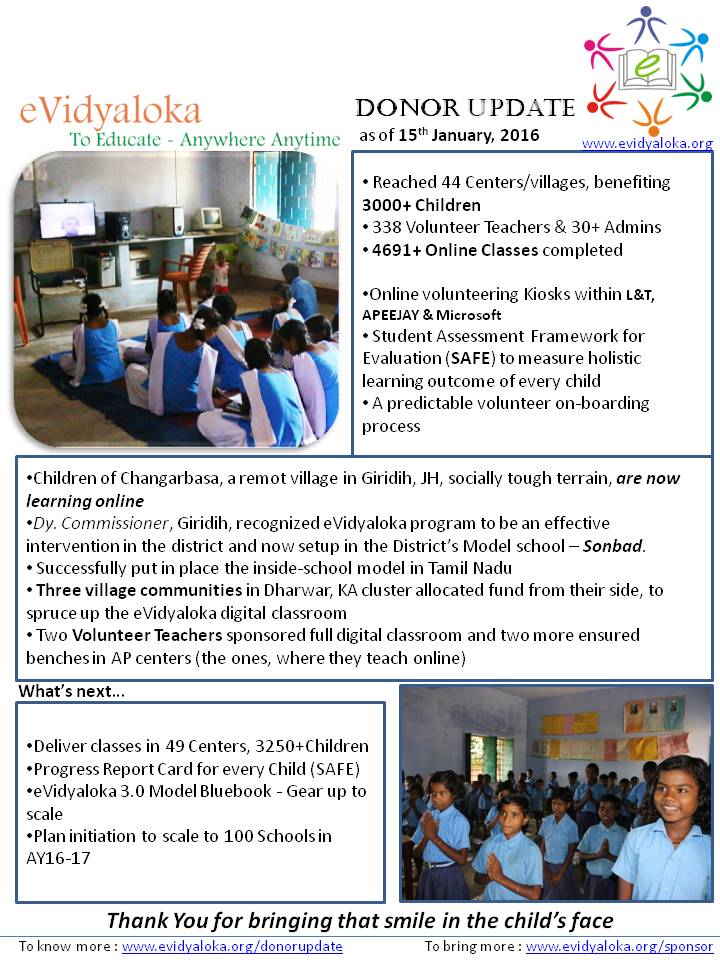 eVidyaloka
To Educate - Anywhere Anytime
DONOR UPDATE
as of 15th January, 2016
e
www.evidyaloka.org
• Reached 44 Centers/villages, benefiting
3000+ Children
• 338 Volunteer Teachers & 30+ Admins
• 4691+ Online Classes completed
•Online volunteering Kiosks within L&T,
APEEJAY & Microsoft
• Student Assessment Framework for
Evaluation (SAFE) to measure holistic
learning outcome of every child
• A predictable volunteer on-boarding
process
•Children of Changarbasa, a remot village in Giridih, JH, socially tough terrain, are now
learning online
•Dy. Commissioner, Giridih, recognized eVidyaloka program to be an effective
intervention in the district and now setup in the District's Model school – Sonbad.
• Successfully put in place the inside-school model in Tamil Nadu
• Three village communities in Dharwar, KA cluster allocated fund from their side, to
spruce up the eVidyaloka digital classroom
• Two Volunteer Teachers sponsored full digital classroom and two more ensured
benches in AP centers (the ones, where they teach online)
What's next...
•Deliver classes in 49 Centers, 3250+Children
•Progress Report Card for every Child (SAFE)
•eVidyaloka 3.0 Model Bluebook - Gear up to
scale
•Plan initiation to scale to 100 Schools in
AY16-17
Thank You for bringing that smile in the child's face
To know more : www.evidyaloka.org/donorupdate
To bring more : www.evidyaloka.org/sponsor